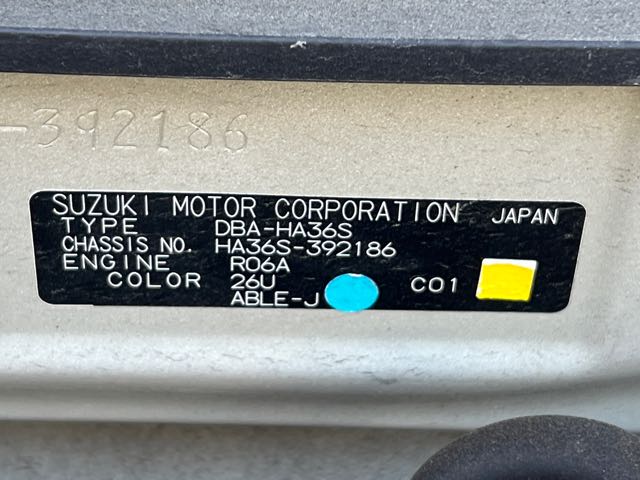 -392186
SUZUKI MOTOR CORPORATION JAPAN
TYPE DBA-HA36S
CHASSIS NO. HA36S-392186
ENGINE R06A
COLOR 26U C01
ABLE-J